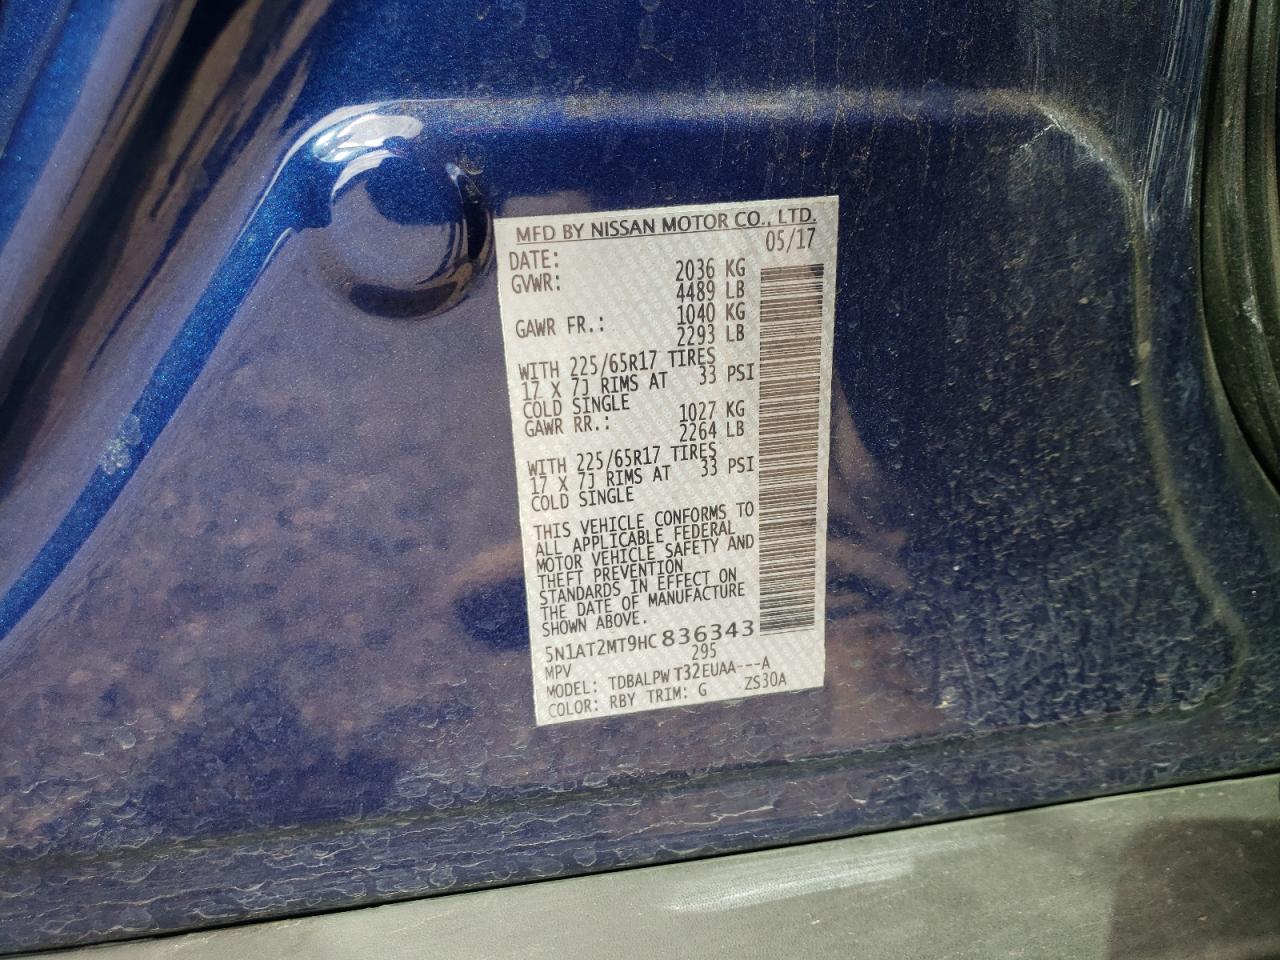 MFD BY NISSAN MOTOR CO., LTD.
DATE: 05/17
GVWR: 2036 KG
4489 LB
GAWR FR.: 1040 KG
2293 LB
WITH 225/65R17 TIRES
17 X 7J RIMS AT 33 PSI
COLD SINGLE
GAWR RR.: 1027 KG
2264 LB
WITH 225/65R17 TIRES
17 X 7J RIMS AT 33 PSI
COLD SINGLE
THIS VEHICLE CONFORMS TO
ALL APPLICABLE FEDERAL
MOTOR VEHICLE SAFETY AND
THEFT PREVENTION
STANDARDS IN EFFECT ON
THE DATE OF MANUFACTURE
SHOWN ABOVE.
5N1AT2MT9HC836343
MPV 295
MODEL: TDBALPWT32EUAA---A
COLOR: RBY TRIM: G ZS30A